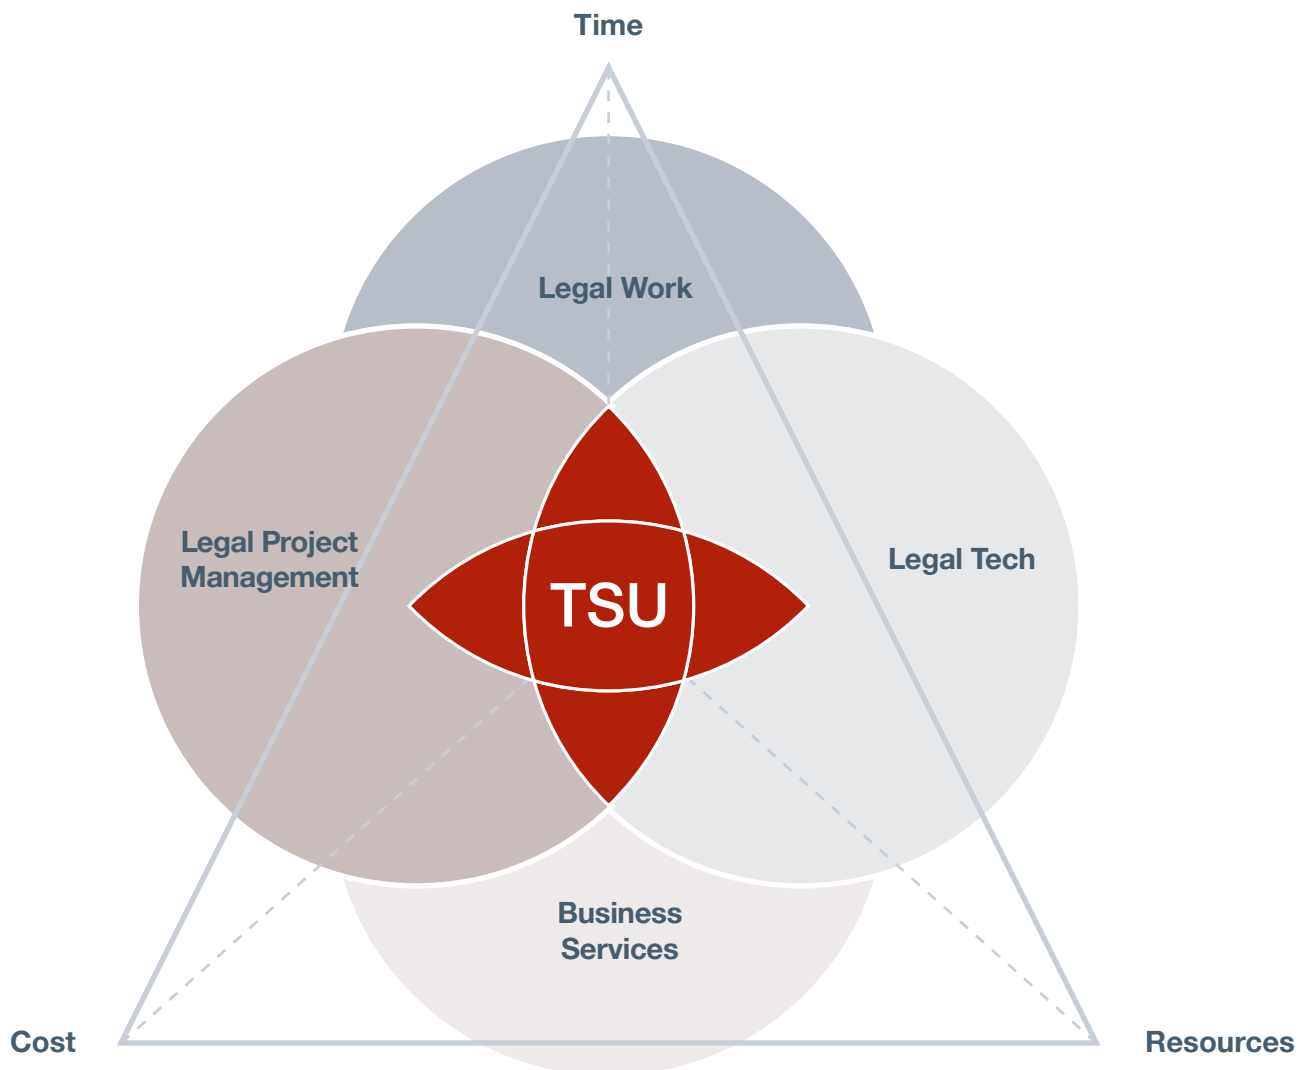 Time
Legal Work
Legal Project
Management
Legal Tech
TSU
Business
Services
Cost
Resources